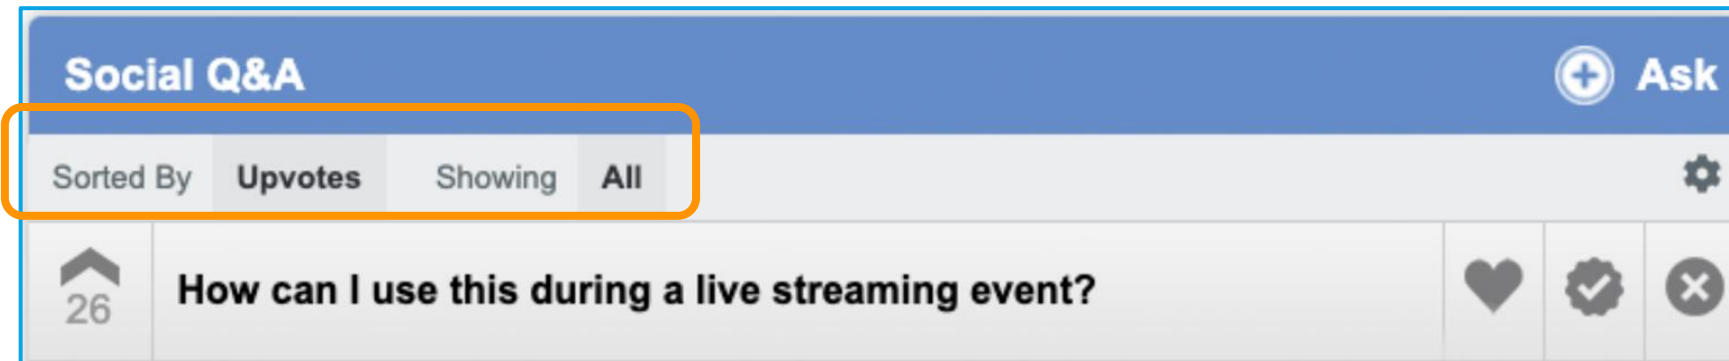 Social Q&A Ask
Sorted By Upvotes Showing All
26 How can I use this during a live streaming event?